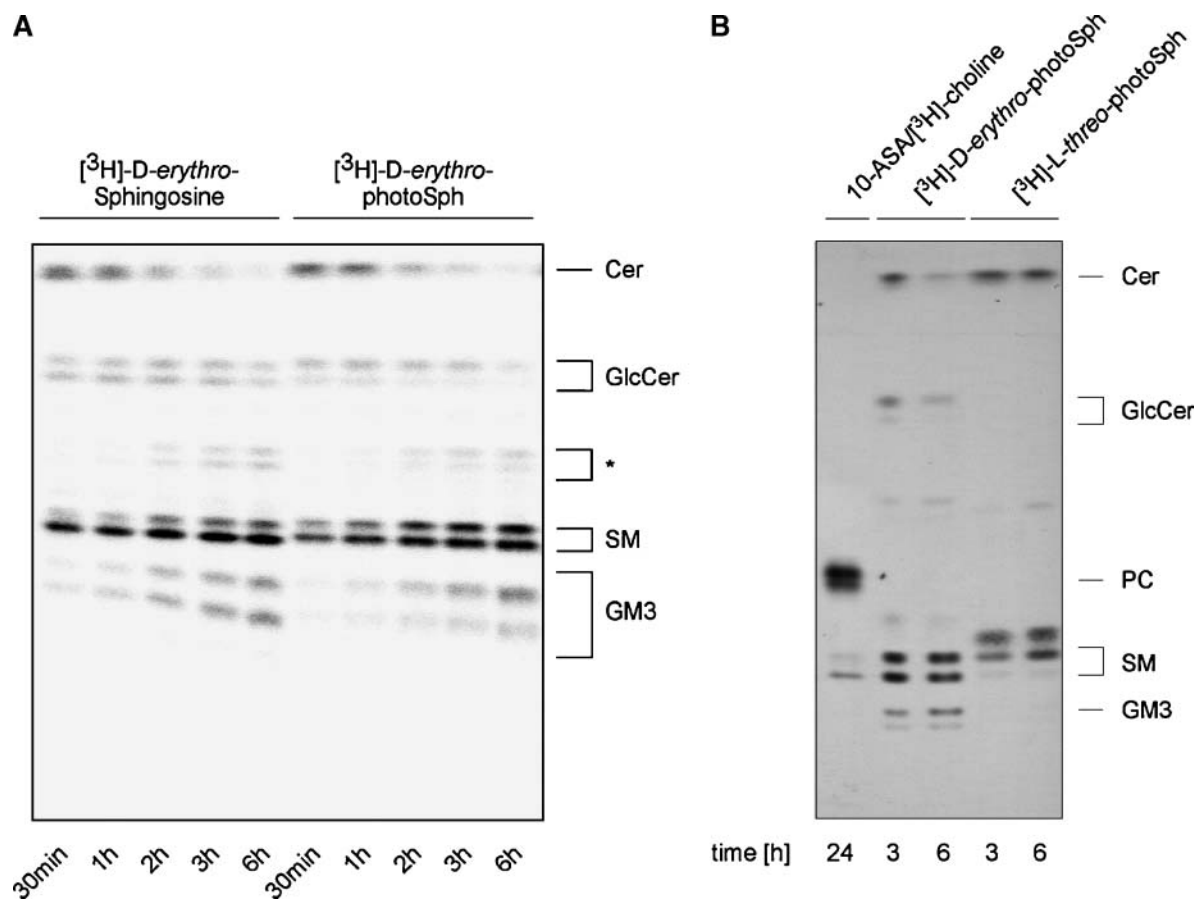 A
[³H]-D-erythro-
Sphingosine
[³H]-D-erythro-
photoSph
Cer
GlcCer
*
SM
GM3
30min 1h 2h 3h 6h 30min 1h 2h 3h 6h
B
10-ASA/[³H]-choline
[³H]-D-erythro-photoSph
[³H]-L-threo-photoSph
Cer
GlcCer
PC
SM
GM3
time [h] 24 3 6 3 6